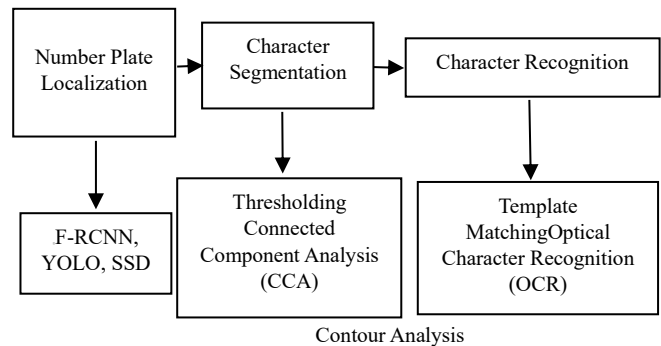 Number Plate
Localization
Character
Segmentation
Character Recognition
.F-RCNN,
YOLO, SSD
Thresholding
Connected
Component Analysis
(CCA)
Template
MatchingOptical
Character Recognition
(OCR)
Contour Analysis